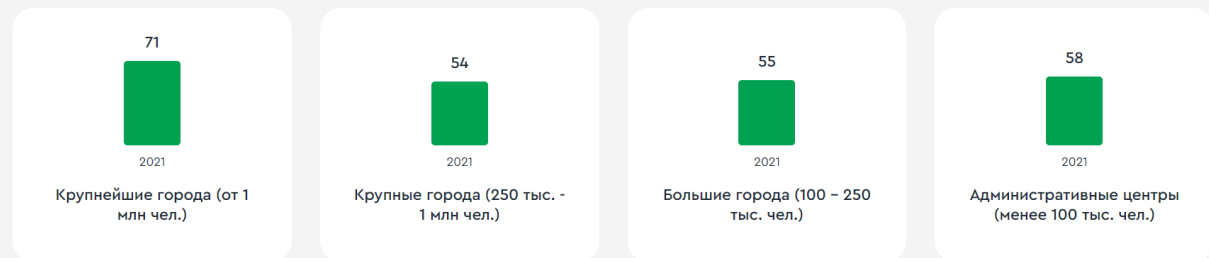 71
2021
Крупнейшие города (от 1
млн чел.)
54
2021
Крупные города (250 тыс. -
1 млн чел.)
55
2021
Большие города (100 – 250
тыс. чел.)
58
2021
Административные центры
(менее 100 тыс. чел.)